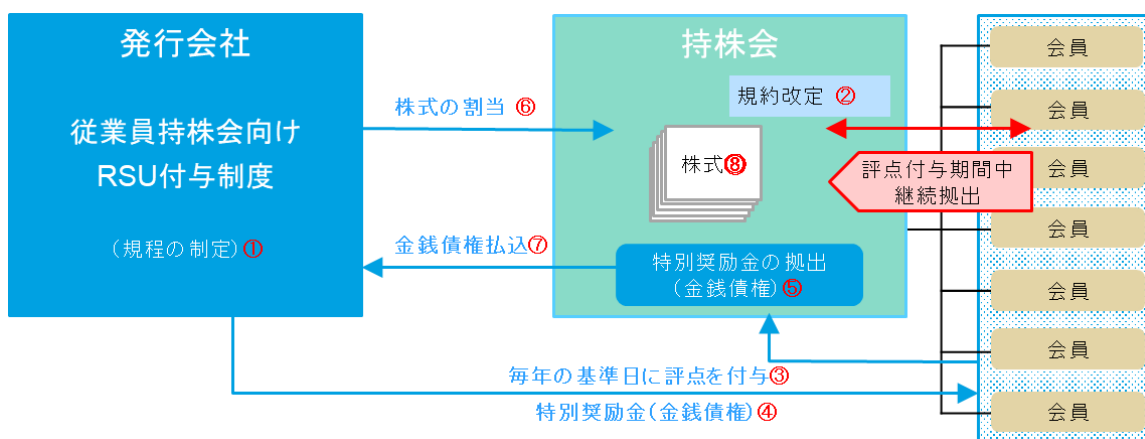 発行会社
従業員持株会向け
RSU付与制度
(規程の制定)①
株式の割当 ⑥
金銭債権払込⑦
持株会
規約改定 ②
株式⑧
特別奨励金の拠出
(金銭債権)⑤
評点付与期間中
継続拠出
会員
会員
会員
会員
会員
会員
会員
毎年の基準日に評点を付与③
特別奨励金(金銭債権)④